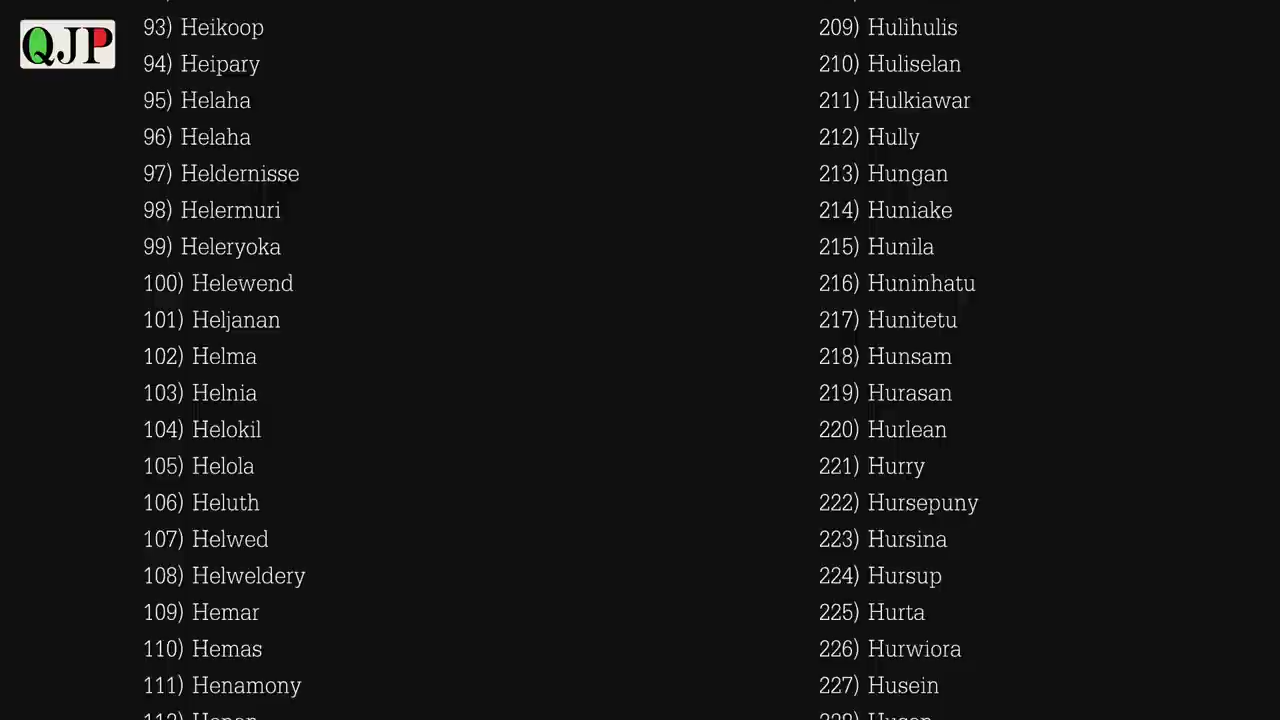 QJP
93) Heikoop
94) Heipary
95) Helaha
96) Helaha
97) Heldernisse
98) Helermuri
99) Heleryoka
100) Helewend
101) Heljanan
102) Helma
103) Helnia
104) Helokil
105) Helola
106) Heluth
107) Helwed
108) Helweldery
109) Hemar
110) Hemas
111) Henamony
209) Hulihulis
210) Huliselan
211) Hulkiawar
212) Hully
213) Hungan
214) Huniake
215) Hunila
216) Huninhatu
217) Hunitetu
218) Hunsam
219) Hurasan
220) Hurlean
221) Hurry
222) Hursepuny
223) Hursina
224) Hursup
225) Hurta
226) Hurwiora
227) Husein